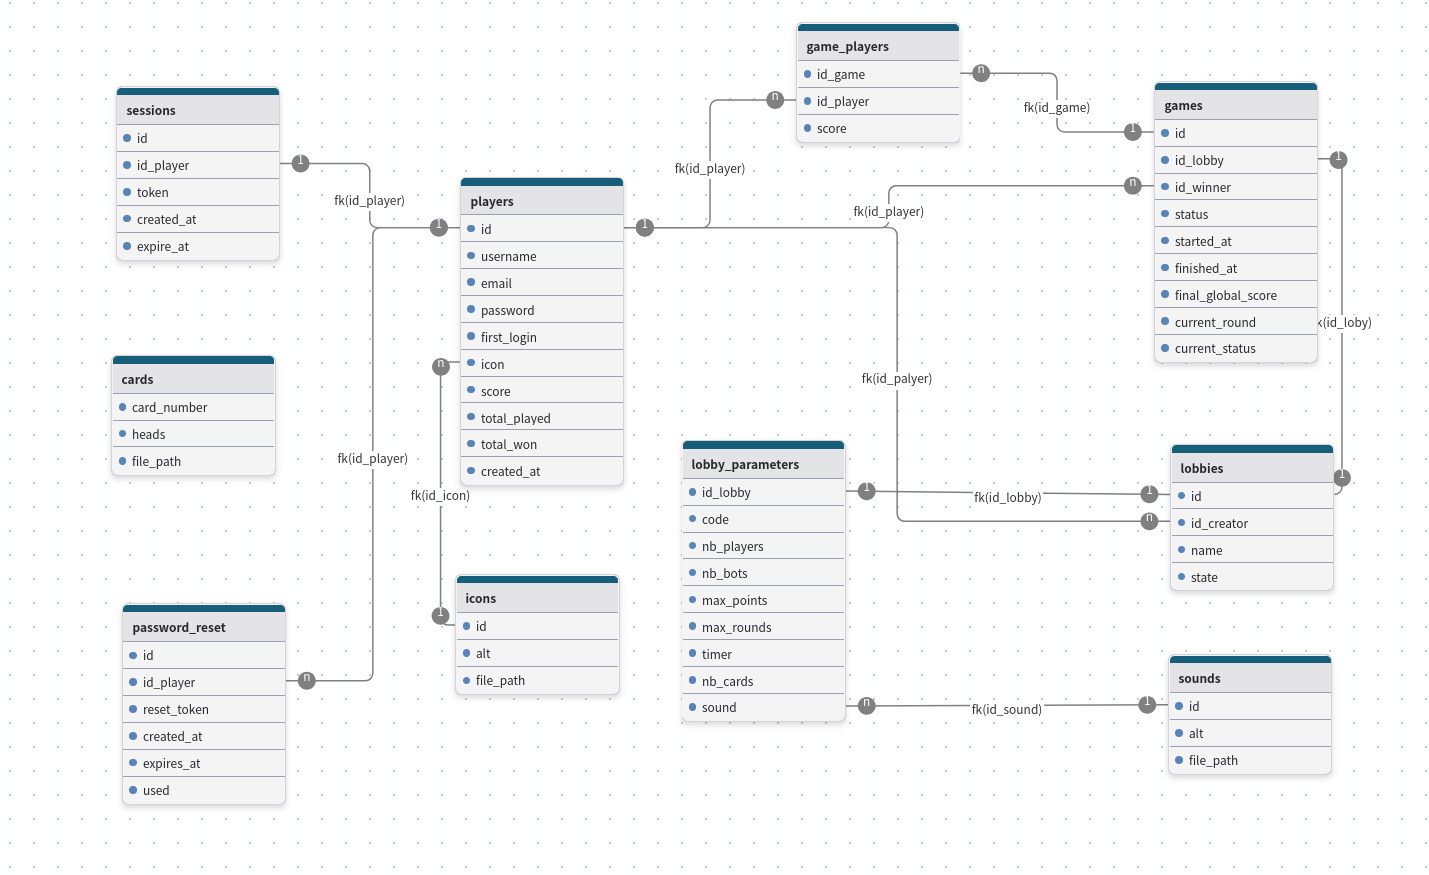 sessions
id
id_player
token
created_at
expire_at
cards
card_number
heads
file_path
password_reset
id
id_player
reset_token
created_at
expires_at
used
1
fk(id_player)
1
fk(id_player)
n
players
id
username
email
password
first_login
icon
score
total_played
total_won
created_at
n
fk(id_icon)
1
icons
id
alt
file_path
1
fk(id_player)
n
game_players
id_game
id_player
score
n
fk(id_game)
1
fk(id_player)
n
games
id
id_lobby
id_winner
status
started_at
finished_at
final_global_score
current_round
current_status
1
k(id_loby)
1
fk(id_palyer)
n
lobby_parameters
id_lobby
code
nb_players
nb_bots
max_points
max_rounds
timer
nb_cards
sound
1
fk(id_lobby)
1
lobbies
id
id_creator
name
state
n
fk(id_sound)
1
sounds
id
alt
file_path